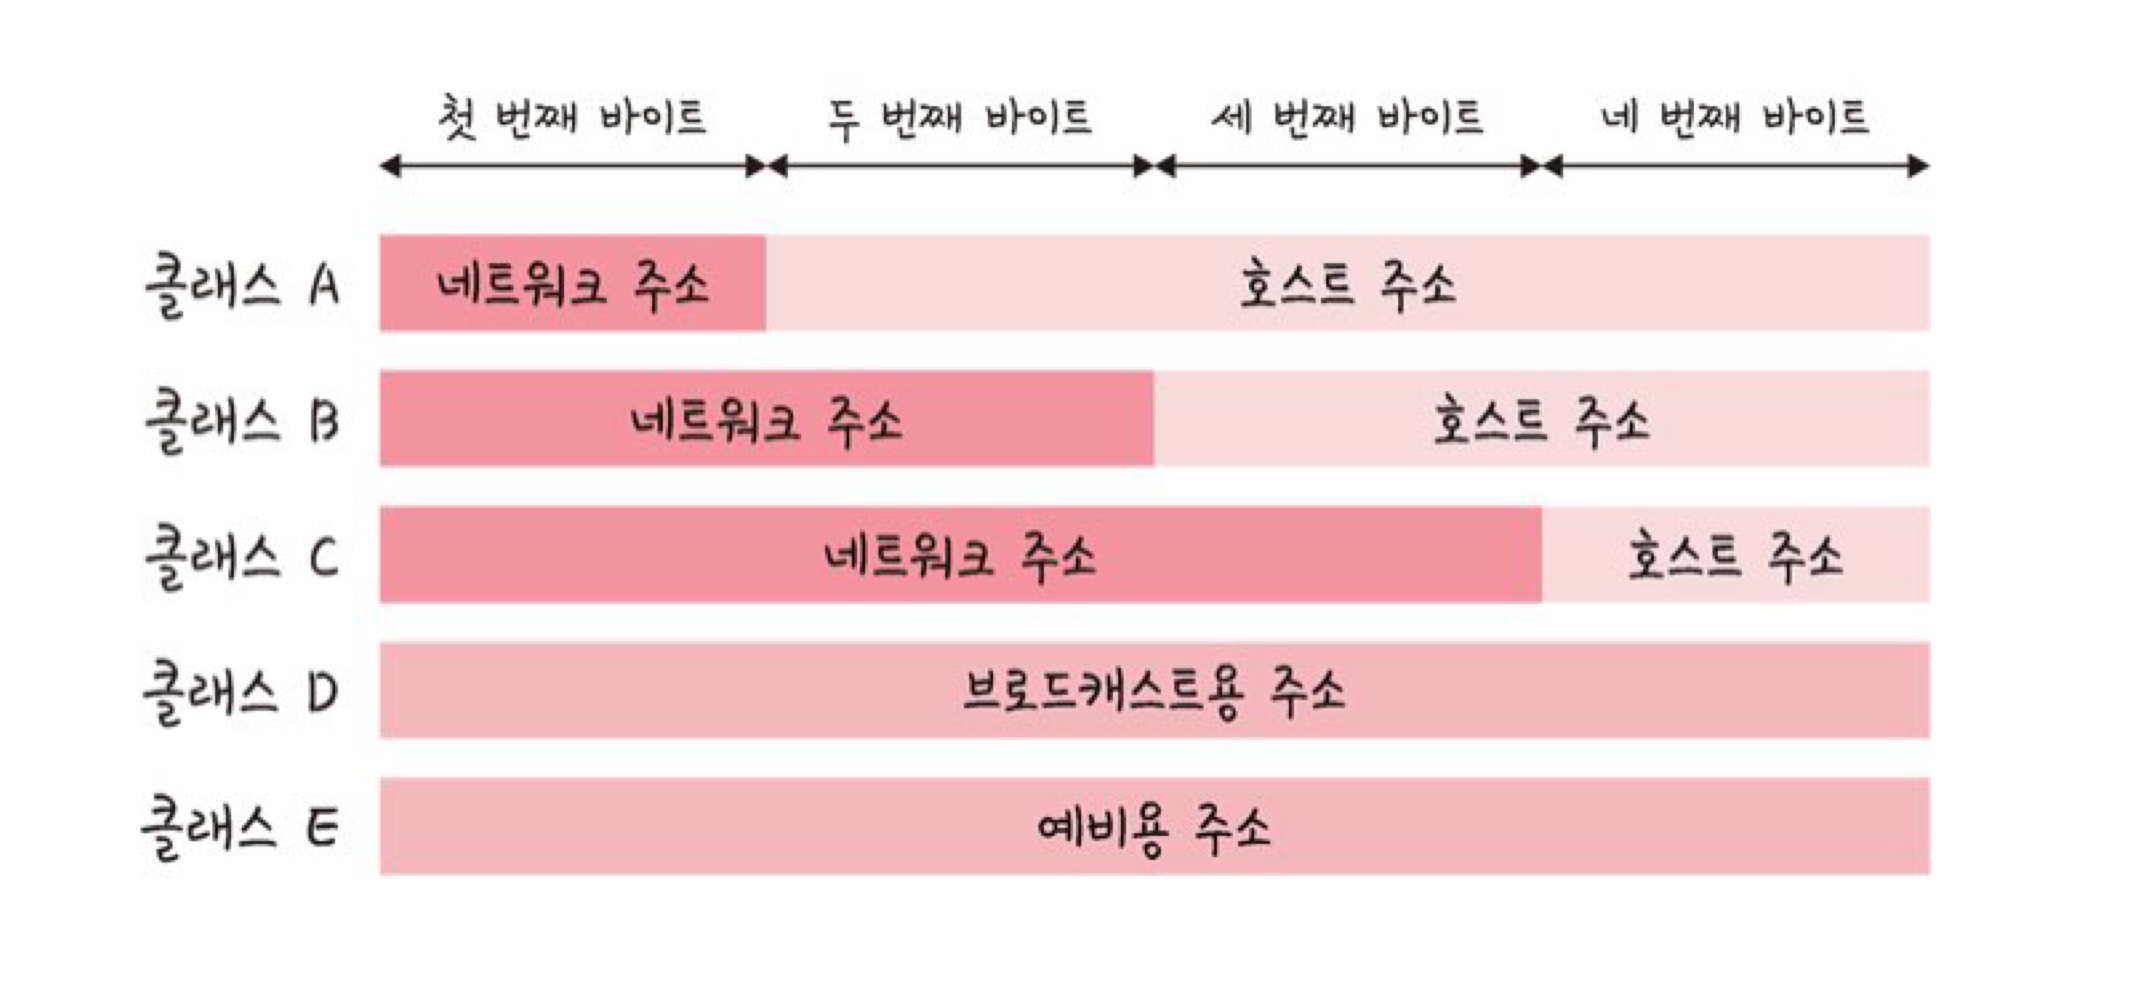 첫 번째 바이트 두 번째 바이트 세 번째 바이트 네 번째 바이트
클래스 A 네트워크 주소 호스트 주소
클래스 B 네트워크 주소 호스트 주소
클래스 C 네트워크 주소 호스트 주소
클래스 D 브로드캐스트용 주소
클래스 E 예비용 주소